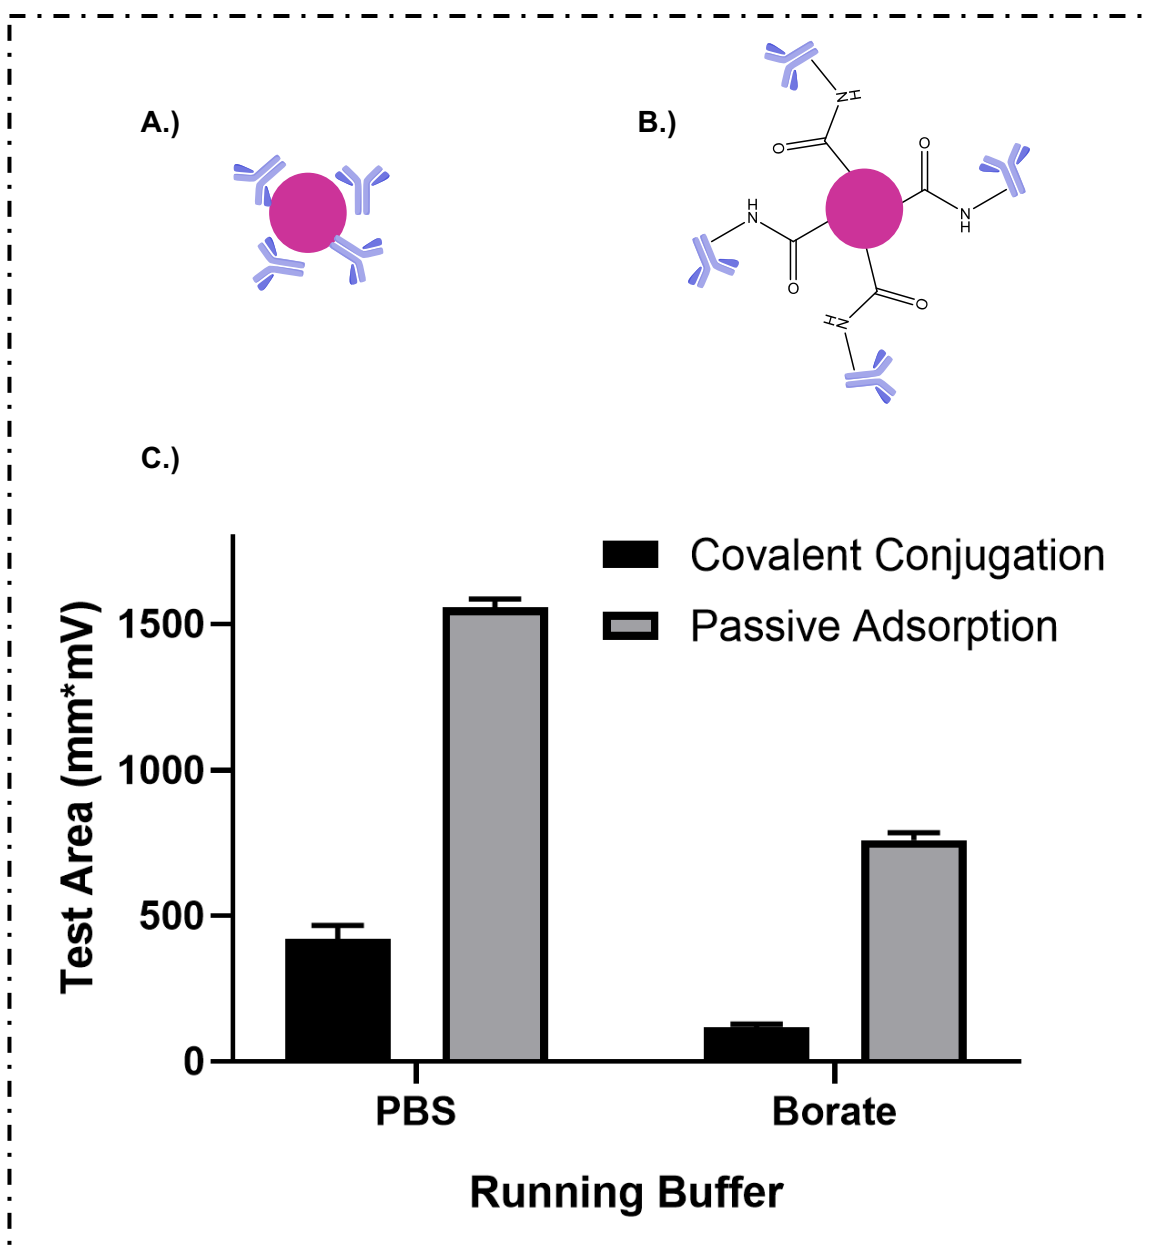 A.)
B.)
N
H
O
O
H
N
N
H
O
O
H
N
C.)
Covalent Conjugation
Passive Adsorption
Test Area (mm*mV)
1500
1000
500
0
PBS
Borate
Running Buffer